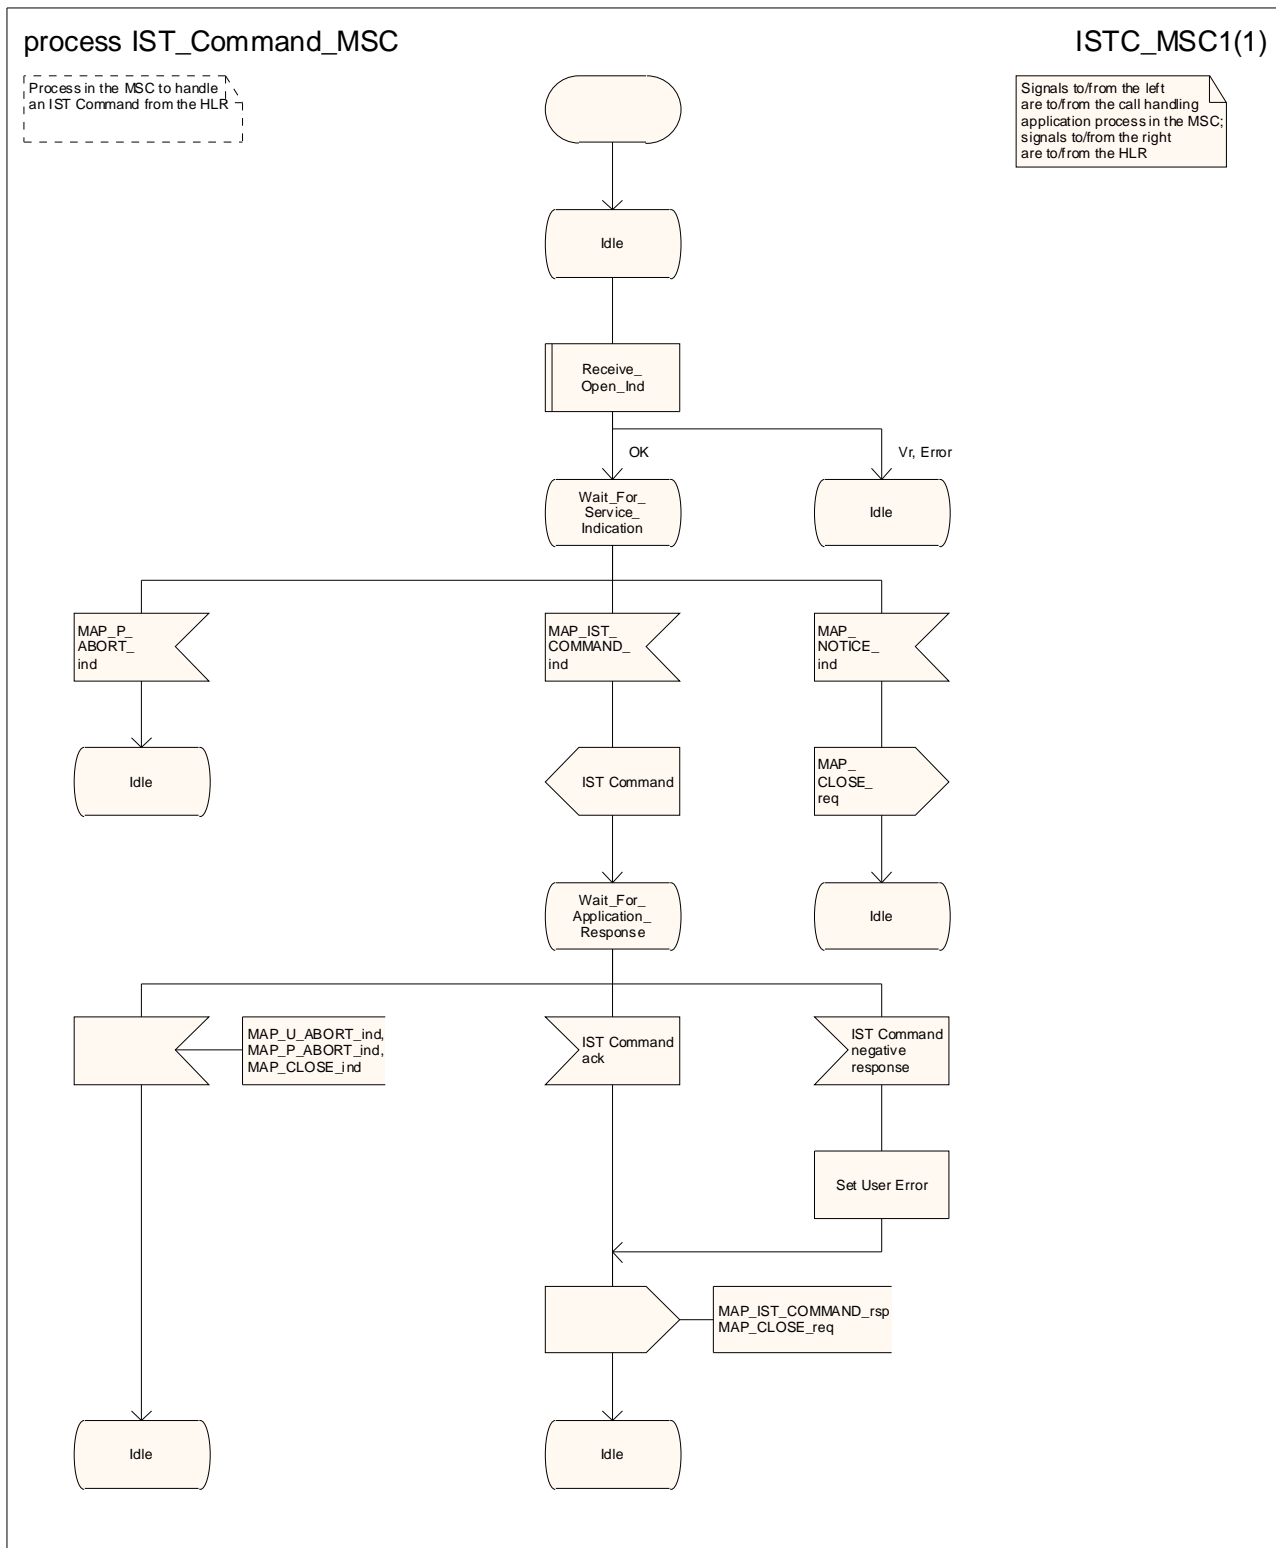 process IST_Command_MSC
ISTC_MSC1(1)
Process in the MSC to handle
an IST Command from the HLR
Signals to/from the left
are to/from the call handling
application process in the MSC;
signals to/from the right
are to/from the HLR
Idle
Receive_
Open_Ind
OK
Vr, Error
Wait_For_
Service_
Indication
Idle
MAP_P_
ABORT_
ind
MAP_IST_
COMMAND_
ind
MAP_
NOTICE_
ind
Idle
IST Command
MAP_
CLOSE_
req
Wait_For_
Application_
Response
Idle
MAP_U_ABORT_ind,
MAP_P_ABORT_ind,
MAP_CLOSE_ind
IST Command
ack
IST Command
negative
response
Set User Error
MAP_IST_COMMAND_rsp
MAP_CLOSE_req
Idle
Idle